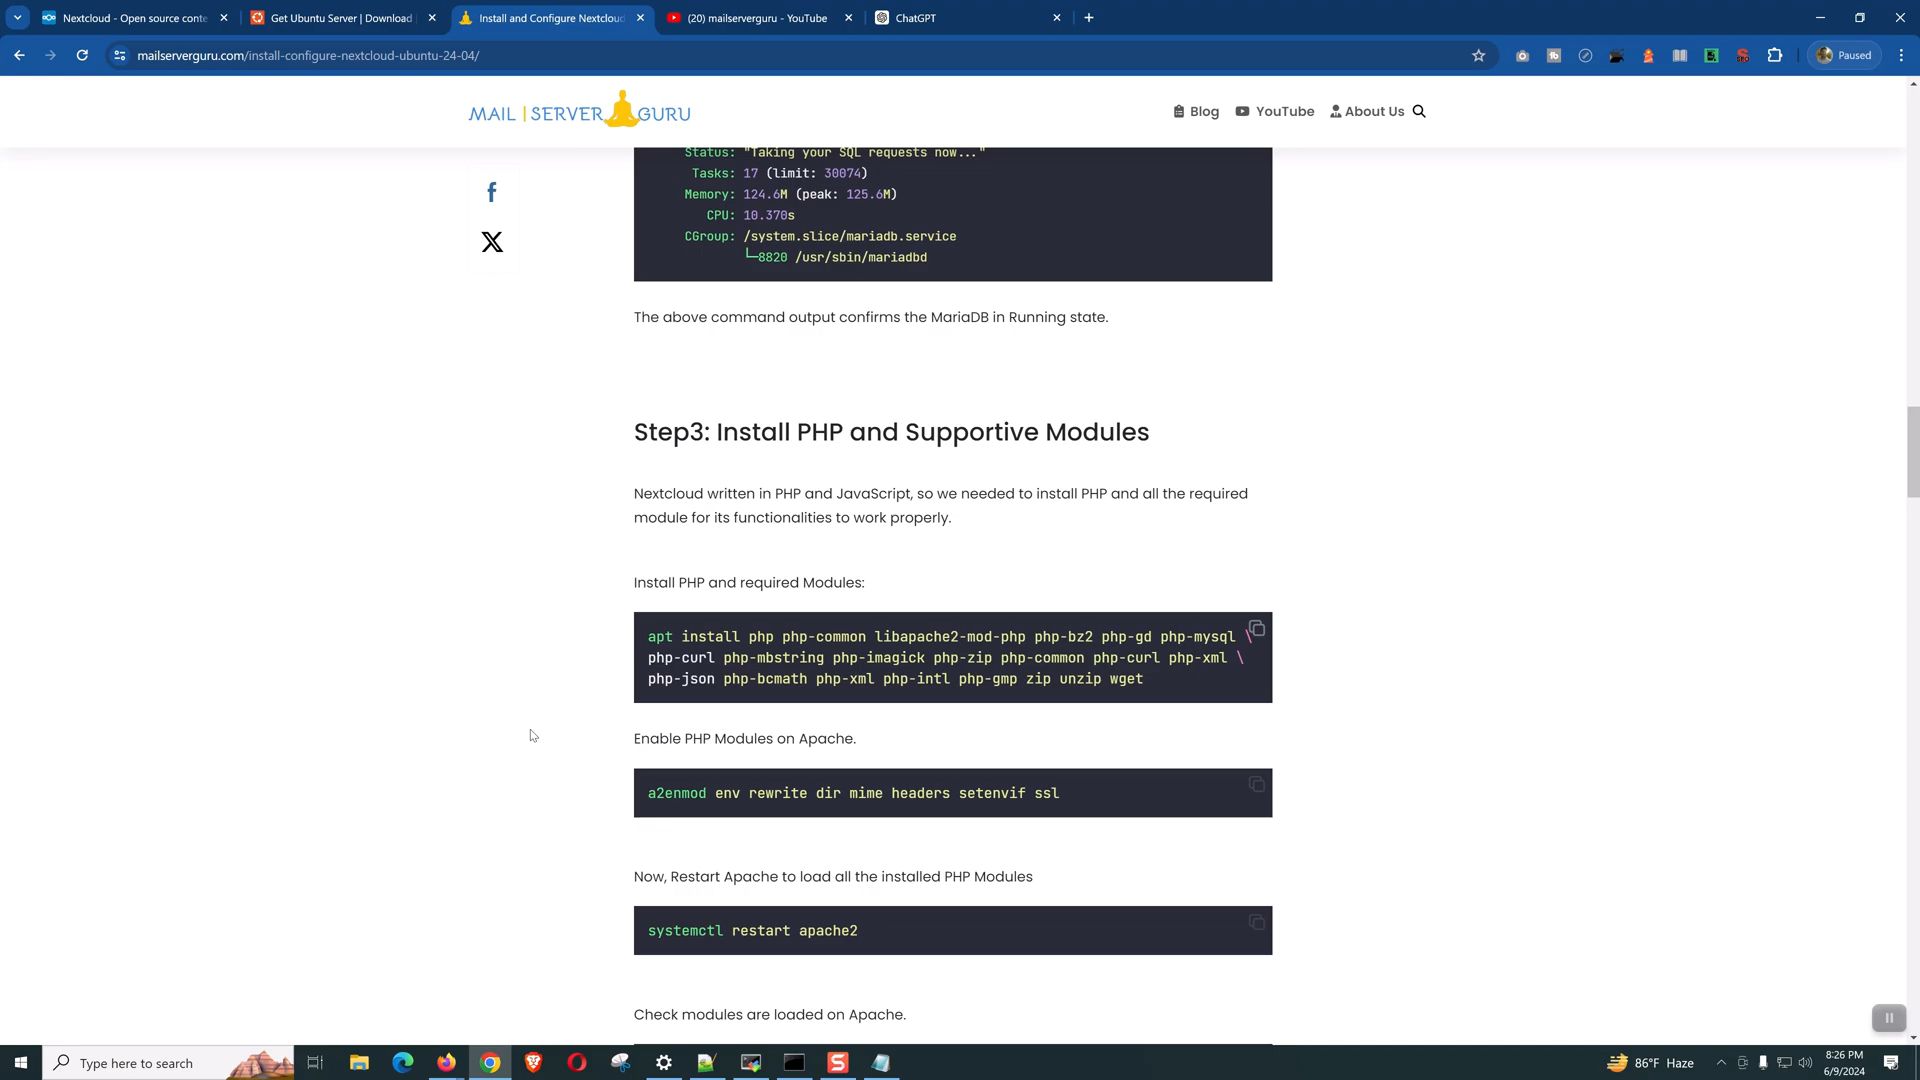 Nextcloud - Open source conte
Get Ubuntu Server | Download
Install and Configure Nextcloud
(20) mailserverguru - YouTube
ChatGPT
mailserverguru.com/install-configure-nextcloud-ubuntu-24-04/
Paused
MAIL | SERVER GURU
Blog
YouTube
About Us
Status: "Taking your SQL requests now..."
Tasks: 17 (limit: 30074)
Memory: 124.6M (peak: 125.6M)
CPU: 10.370s
CGroup: /system.slice/mariadb.service
└─8820 /usr/sbin/mariadbd
The above command output confirms the MariaDB in Running state.
Step3: Install PHP and Supportive Modules
Nextcloud written in PHP and JavaScript, so we needed to install PHP and all the required
module for its functionalities to work properly.
Install PHP and required Modules:
apt install php php-common libapache2-mod-php php-bz2 php-gd php-mysql \
php-curl php-mbstring php-imagick php-zip php-common php-curl php-xml \
php-json php-bcmath php-xml php-intl php-gmp zip unzip wget
Enable PHP Modules on Apache.
a2enmod env rewrite dir mime headers setenvif ssl
Now, Restart Apache to load all the installed PHP Modules
systemctl restart apache2
Check modules are loaded on Apache.
Type here to search
86°F Haze
8:26 PM
6/9/2024